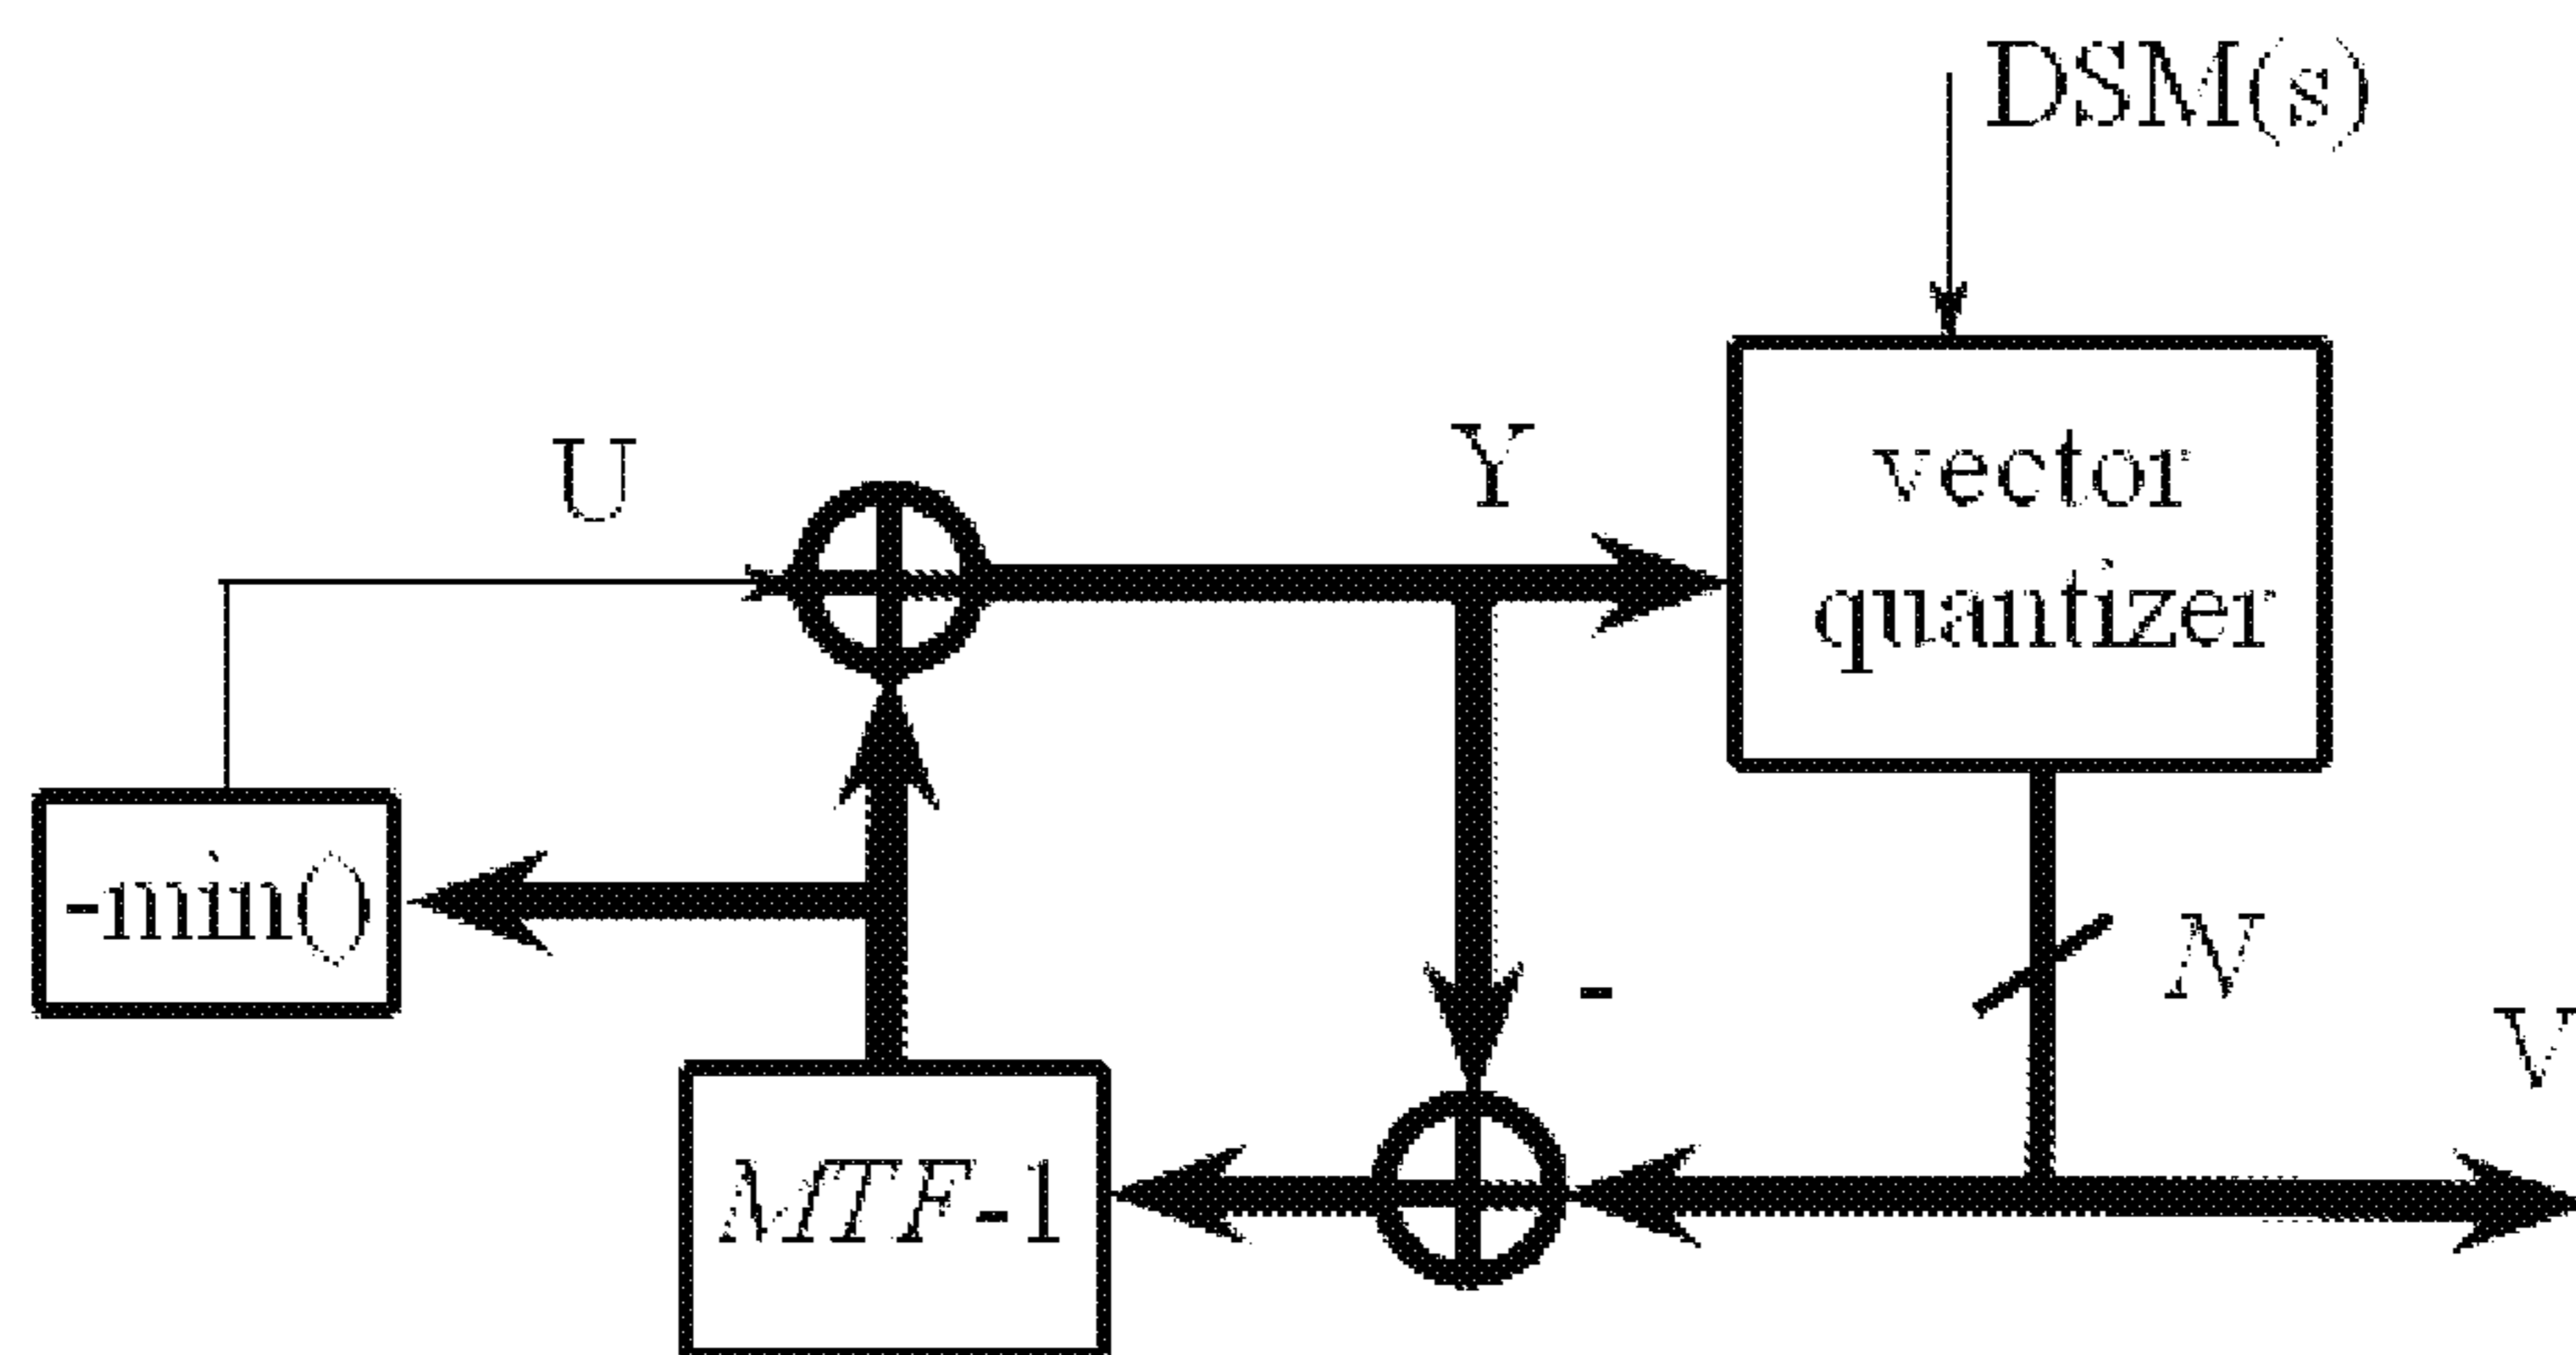 DSM(s)
U
Y
vector
quantizer
-min()
-
N
V
MTF-1